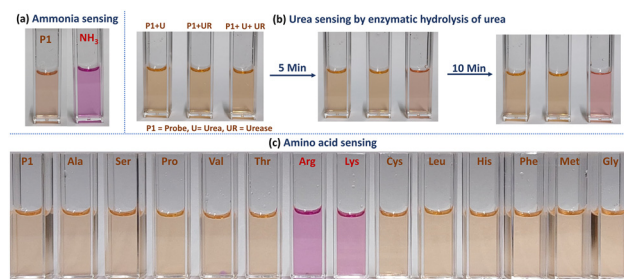 (a) Ammonia sensing
P1 NH3
(b) Urea sensing by enzymatic hydrolysis of urea
P1+U P1+UR P1+ U+ UR
5 Min
10 Min
P1 = Probe, U= Urea, UR = Urease
(c) Amino acid sensing
P1 Ala Ser Pro Val Thr Arg Lys Cys Leu His Phe Met Gly